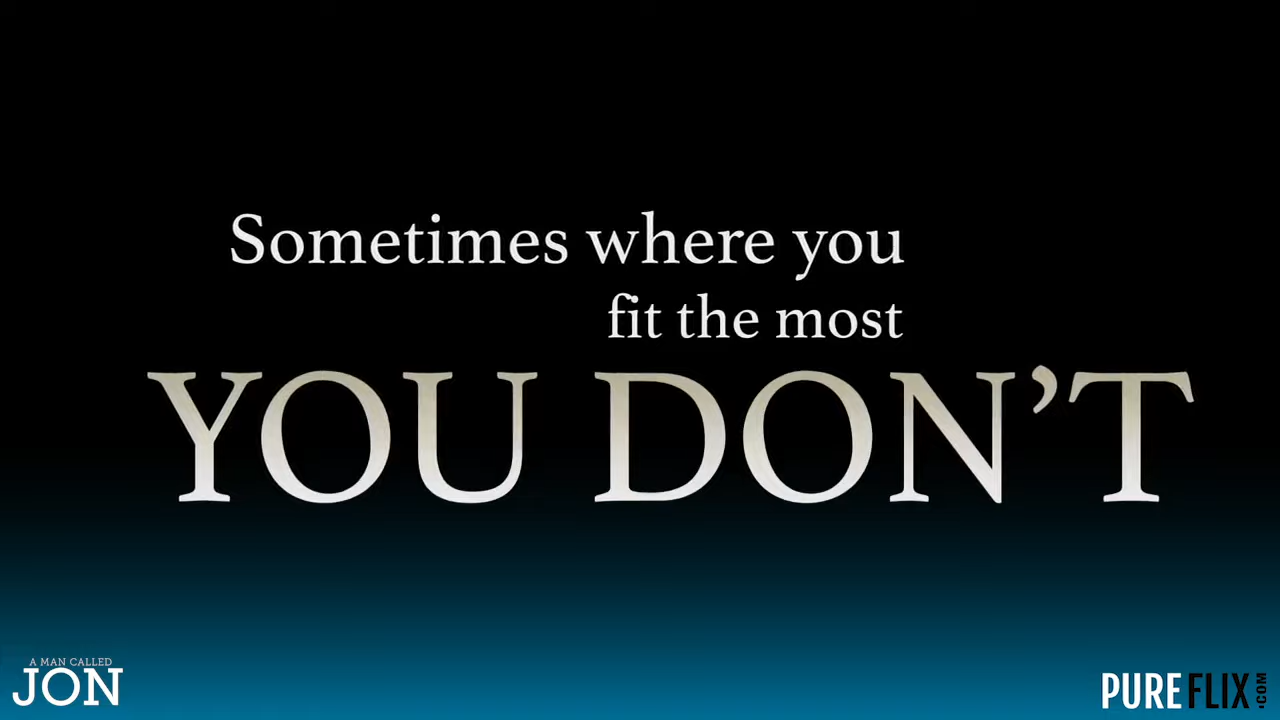 Sometimes where you
fit the most
YOU DON’T
A MAN CALLED
JON
PUREFLIX.COM